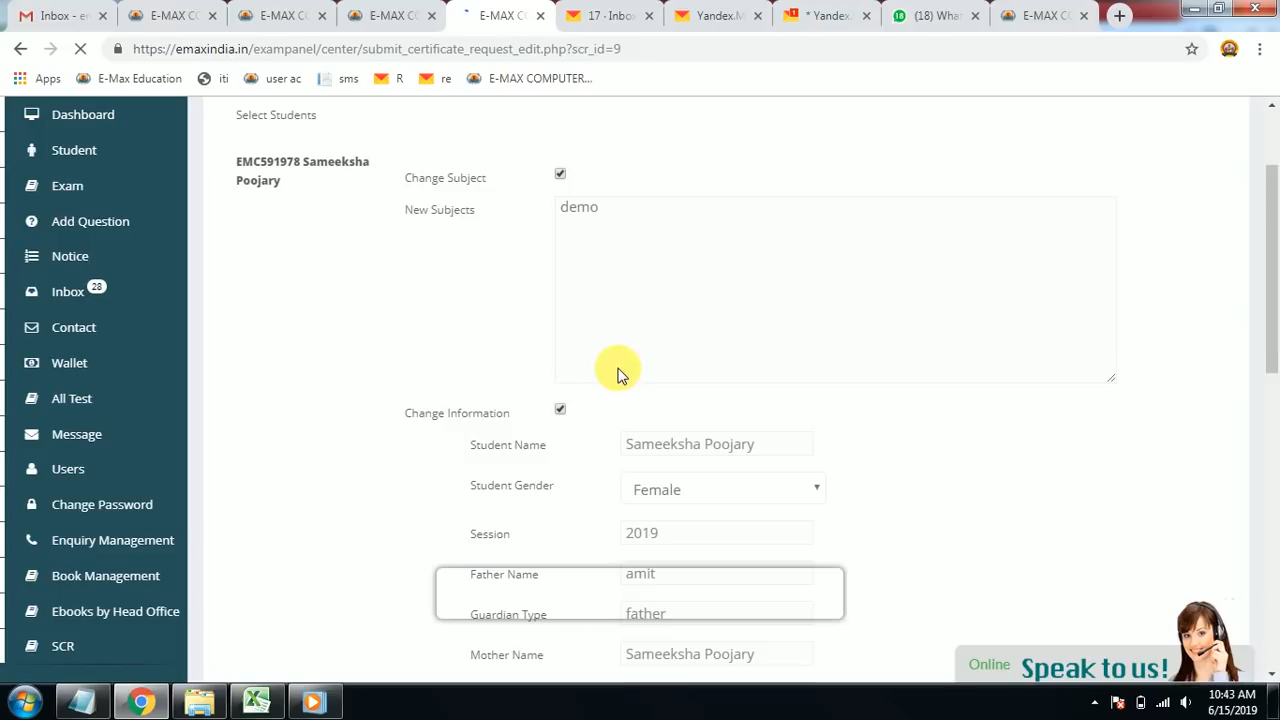 Inbox - e
E-MAX CO
E-MAX CO
E-MAX CO
E-MAX C
17 · Inbo
Yandex.M
* Yandex.
(18) Wha
E-MAX CO
https://emaxindia.in/exampanel/center/submit_certificate_request_edit.php?scr_id=9
Apps
E-Max Education
iti
user ac
sms
R
re
E-MAX COMPUTER...
Dashboard
Student
Exam
Add Question
Notice
Inbox 28
Contact
Wallet
All Test
Message
Users
Change Password
Enquiry Management
Book Management
Ebooks by Head Office
SCR
Select Students
EMC591978 Sameeksha
Poojary
Change Subject
New Subjects
demo
Change Information
Student Name Sameeksha Poojary
Student Gender Female
Session 2019
Father Name amit
Guardian Type father
Mother Name Sameeksha Poojary
Online Speak to us!
10:43 AM
6/15/2019